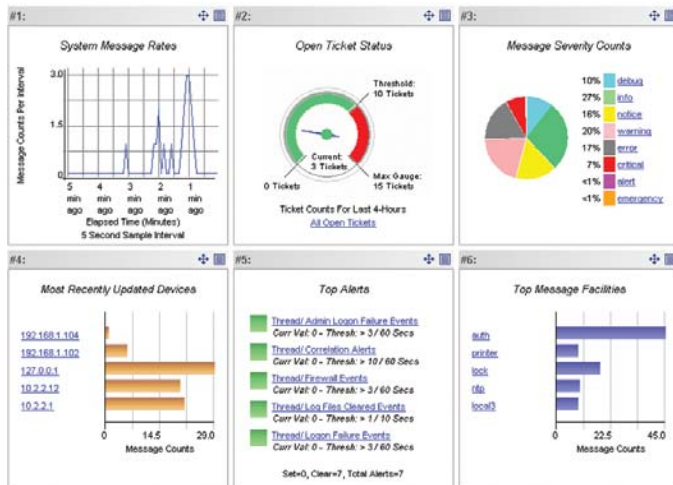 #1:
System Message Rates
Message Counts Per Interval
3.0
1.5
0
5 4 3 2 1
min min min min min
ago ago ago ago ago
Elapsed Time (Minutes)
5 Second Sample Interval
#2:
Open Ticket Status
Threshold:
10 Tickets
Current:
3 Tickets
0 Tickets
Max Gauge:
15 Tickets
Ticket Counts For Last 4-Hours
All Open Tickets
#3:
Message Severity Counts
10% debug
27% info
16% notice
20% warning
17% error
7% critical
<1% alert
<1% emergency
#4:
Most Recently Updated Devices
192.168.1.104
192.168.1.102
127.0.0.1
10.2.2.12
10.2.2.1
0 14.5 29.0
Message Counts
#5:
Top Alerts
Thread/ Admin Logon Failure Events
Curr Val: 0 - Thresh: > 3 / 60 Secs
Thread/ Correlation Alerts
Curr Val: 0 - Thresh: > 10 / 60 Secs
Thread/ Firewall Events
Curr Val: 0 - Thresh: > 3 / 60 Secs
Thread/ Log Files Cleared Events
Curr Val: 0 - Thresh: > 1 / 10 Secs
Thread/ Logon Failure Events
Curr Val: 0 - Thresh: > 3 / 60 Secs
Set=0, Clear=7, Total Alerts=7
#6:
Top Message Facilities
auth
printer
lock
ntp
local3
0 22.5 45.0
Message Counts